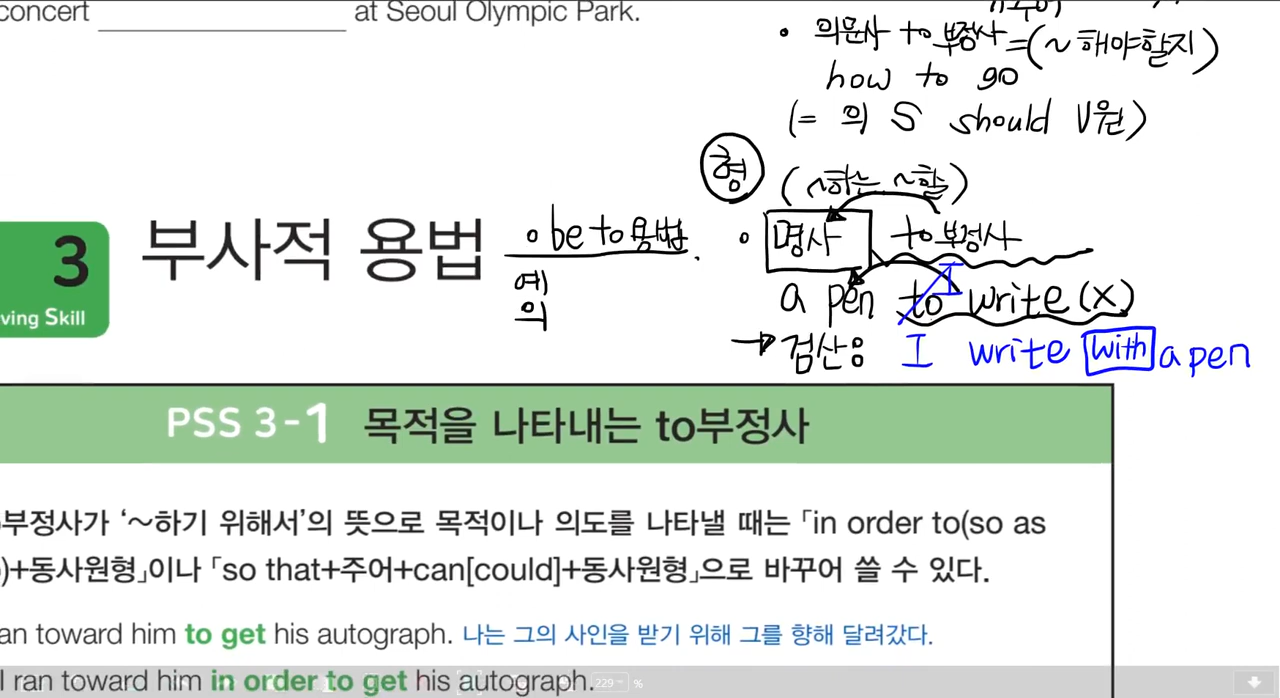 concert ____________ at Seoul Olympic Park.
• 의문사 to 부정사 = (~해야할지)
how to go
(= 의 S should V원)
형 (~하는, ~할)
• 명사 to 부정사
a pen to write (X)
→ 검산: I write with a pen
3 부사적 용법
ving Skill
• be to 용법.
예
의
PSS 3-1 목적을 나타내는 to부정사
부정사가 ‘~하기 위해서’의 뜻으로 목적이나 의도를 나타낼 때는 「in order to(so as
)+동사원형」이나 「so that+주어+can[could]+동사원형」으로 바꾸어 쓸 수 있다.
an toward him to get his autograph. 나는 그의 사인을 받기 위해 그를 향해 달려갔다.
I ran toward him in order to get his autograph.
229 %